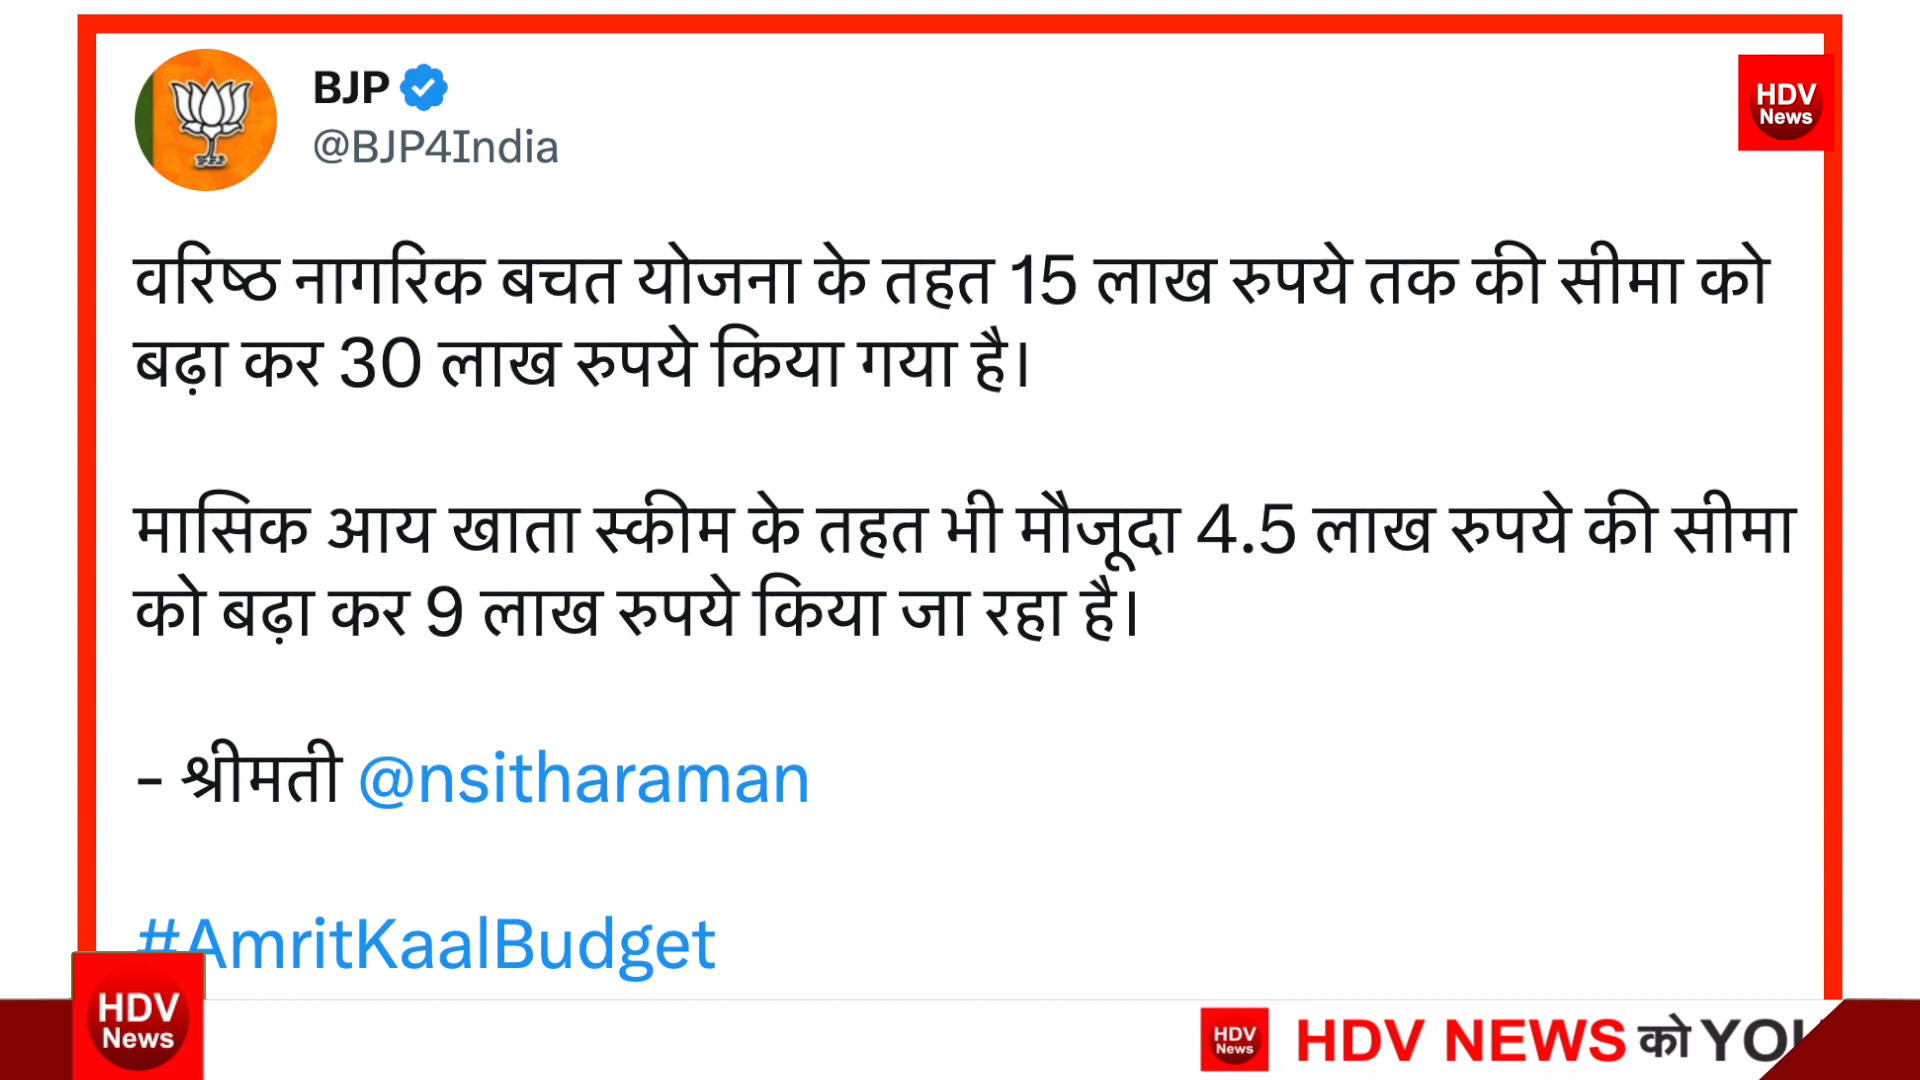 BJP
@BJP4India
HDV
News
वरिष्ठ नागरिक बचत योजना के तहत 15 लाख रुपये तक की सीमा को
बढ़ा कर 30 लाख रुपये किया गया है।
मासिक आय खाता स्कीम के तहत भी मौजूदा 4.5 लाख रुपये की सीमा
को बढ़ा कर 9 लाख रुपये किया जा रहा है।
- श्रीमती @nsitharaman
#AmritKaalBudget
HDV
News
HDV
News
HDV NEWS को